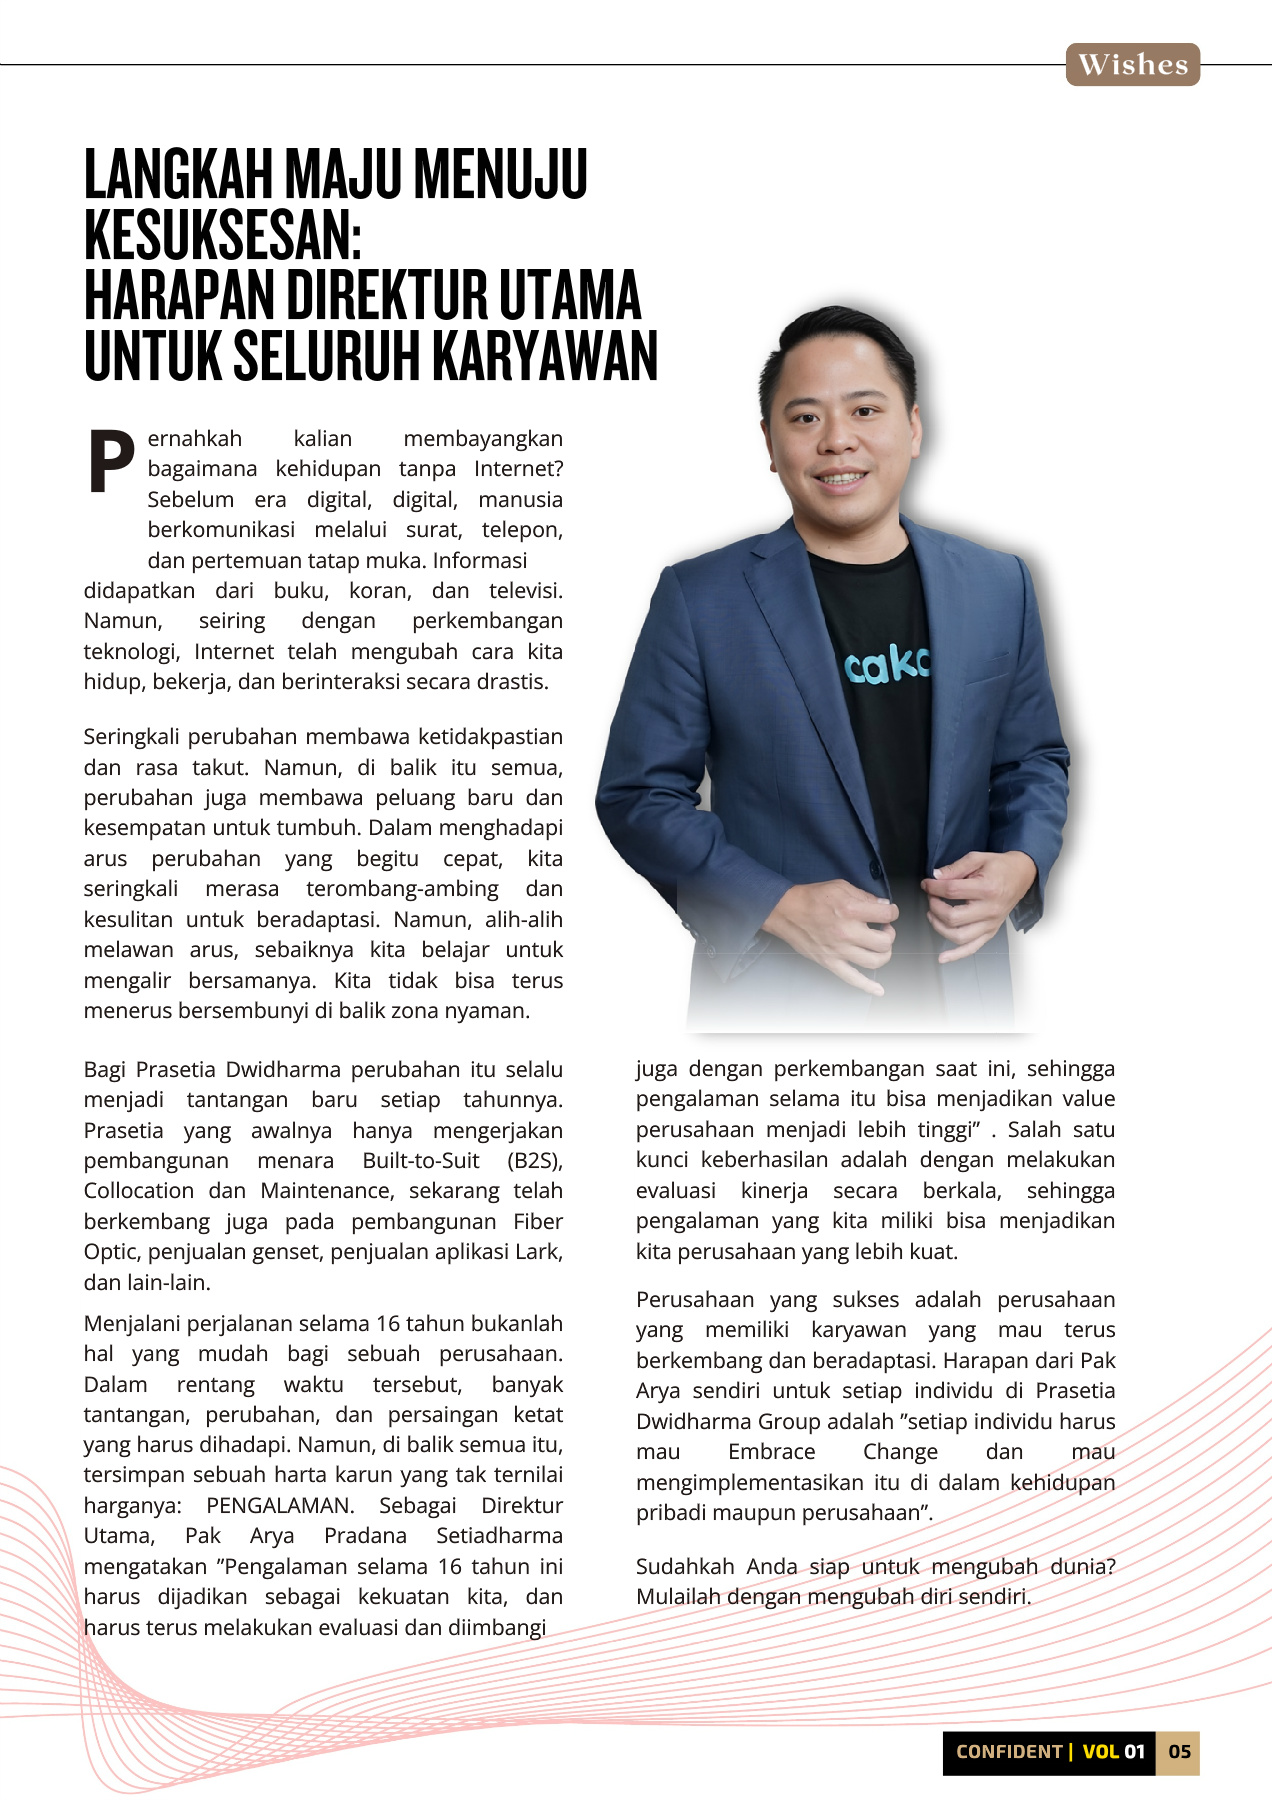 Wishes
LANGKAH MAJU MENUJU
KESUKSESAN:
HARAPAN DIREKTUR UTAMA
UNTUK SELURUH KARYAWAN
Pernahkah kalian membayangkan
bagaimana kehidupan tanpa Internet?
Sebelum era digital, digital, manusia
berkomunikasi melalui surat, telepon,
dan pertemuan tatap muka. Informasi
didapatkan dari buku, koran, dan televisi.
Namun, seiring dengan perkembangan
teknologi, Internet telah mengubah cara kita
hidup, bekerja, dan berinteraksi secara drastis.
Seringkali perubahan membawa ketidakpastian
dan rasa takut. Namun, di balik itu semua,
perubahan juga membawa peluang baru dan
kesempatan untuk tumbuh. Dalam menghadapi
arus perubahan yang begitu cepat, kita
seringkali merasa terombang-ambing dan
kesulitan untuk beradaptasi. Namun, alih-alih
melawan arus, sebaiknya kita belajar untuk
mengalir bersamanya. Kita tidak bisa terus
menerus bersembunyi di balik zona nyaman.
Bagi Prasetia Dwidharma perubahan itu selalu
menjadi tantangan baru setiap tahunnya.
Prasetia yang awalnya hanya mengerjakan
pembangunan menara Built-to-Suit (B2S),
Collocation dan Maintenance, sekarang telah
berkembang juga pada pembangunan Fiber
Optic, penjualan genset, penjualan aplikasi Lark,
dan lain-lain.
Menjalani perjalanan selama 16 tahun bukanlah
hal yang mudah bagi sebuah perusahaan.
Dalam rentang waktu tersebut, banyak
tantangan, perubahan, dan persaingan ketat
yang harus dihadapi. Namun, di balik semua itu,
tersimpan sebuah harta karun yang tak ternilai
harganya: PENGALAMAN. Sebagai Direktur
Utama, Pak Arya Pradana Setiadharma
mengatakan ”Pengalaman selama 16 tahun ini
harus dijadikan sebagai kekuatan kita, dan
harus terus melakukan evaluasi dan diimbangi
cako
juga dengan perkembangan saat ini, sehingga
pengalaman selama itu bisa menjadikan value
perusahaan menjadi lebih tinggi” . Salah satu
kunci keberhasilan adalah dengan melakukan
evaluasi kinerja secara berkala, sehingga
pengalaman yang kita miliki bisa menjadikan
kita perusahaan yang lebih kuat.
Perusahaan yang sukses adalah perusahaan
yang memiliki karyawan yang mau terus
berkembang dan beradaptasi. Harapan dari Pak
Arya sendiri untuk setiap individu di Prasetia
Dwidharma Group adalah ”setiap individu harus
mau Embrace Change dan mau
mengimplementasikan itu di dalam kehidupan
pribadi maupun perusahaan”.
Sudahkah Anda siap untuk mengubah dunia?
Mulailah dengan mengubah diri sendiri.
CONFIDENT | VOL 01 05